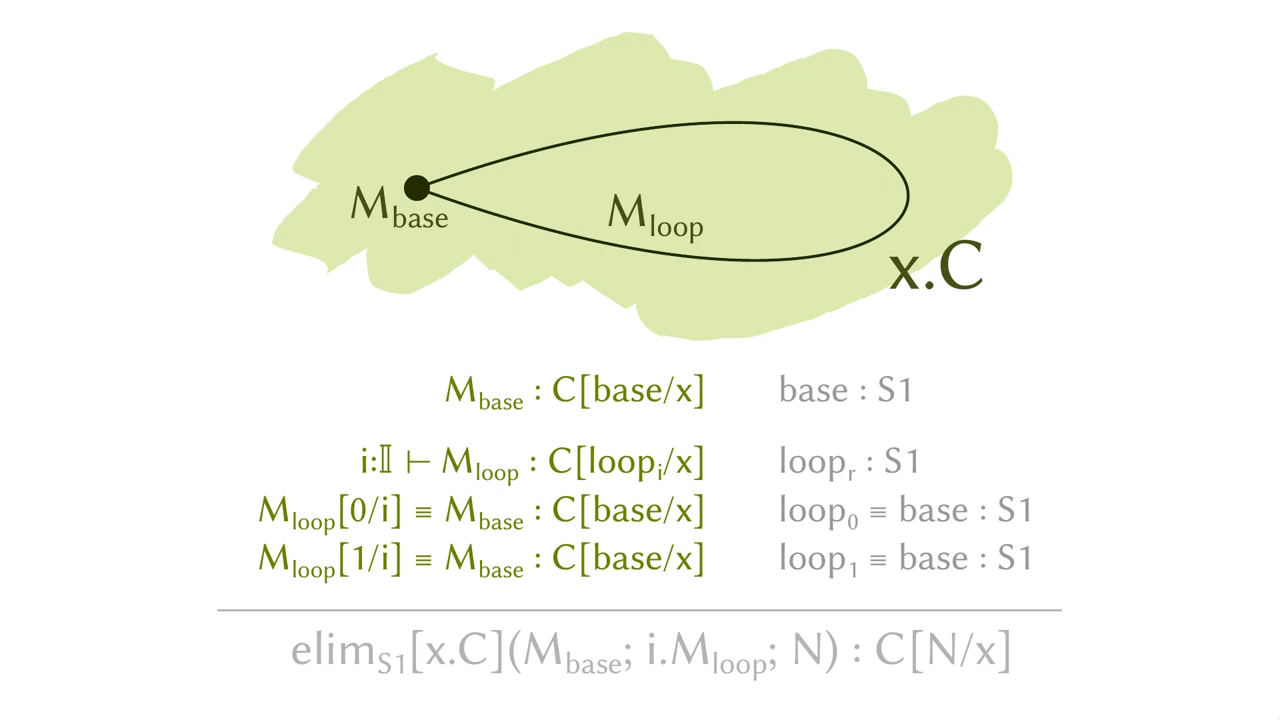 M_base
M_loop
x.C
M_base : C[base/x] base : S1
i:𝕀 ⊢ M_loop : C[loop_i/x] loop_r : S1
M_loop[0/i] ≡ M_base : C[base/x] loop_0 ≡ base : S1
M_loop[1/i] ≡ M_base : C[base/x] loop_1 ≡ base : S1
elim_S1[x.C](M_base; i.M_loop; N) : C[N/x]